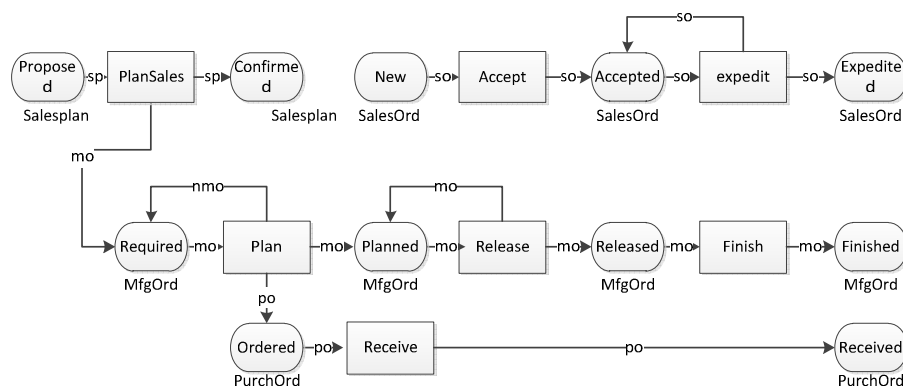 so
Propose
d
sp
PlanSales
sp
Confirme
d
New
so
Accept
so
Accepted
so
expedit
so
Expedite
d
Salesplan
Salesplan
SalesOrd
SalesOrd
SalesOrd
mo
nmo
mo
Required
mo
Plan
mo
Planned
mo
Release
mo
Released
mo
Finish
mo
Finished
MfgOrd
MfgOrd
MfgOrd
MfgOrd
po
Ordered
po
Receive
po
Received
PurchOrd
PurchOrd